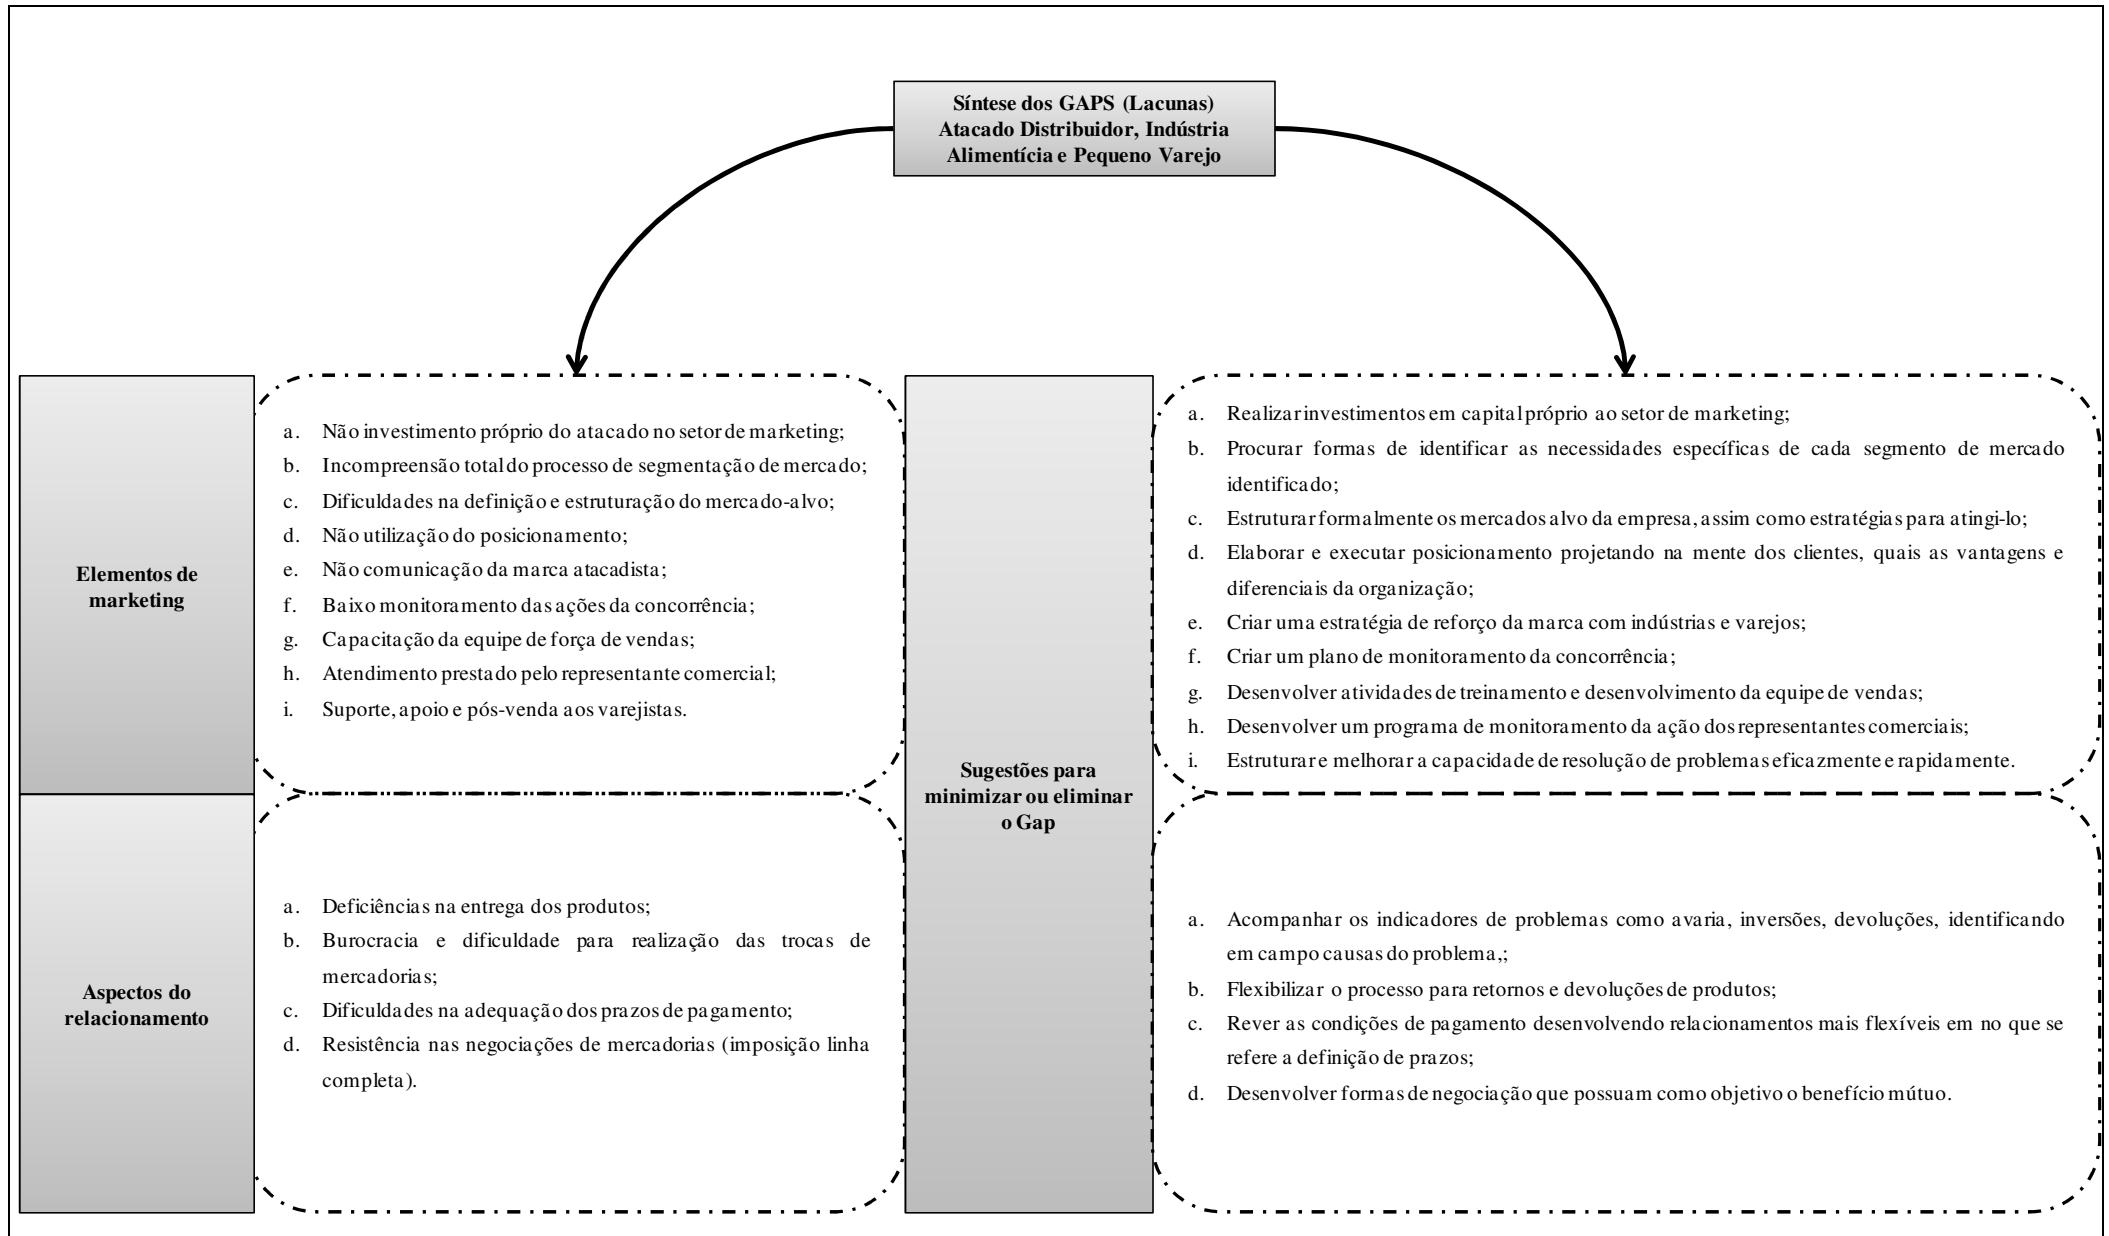 Síntese dos GAPS (Lacunas)
Atacado Distribuidor, Indústria
Alimentícia e Pequeno Varejo
Elementos de
marketing
a. Não investimento próprio do atacado no setor de marketing;
b. Incompreensão total do processo de segmentação de mercado;
c. Dificuldades na definição e estruturação do mercado-alvo;
d. Não utilização do posicionamento;
e. Não comunicação da marca atacadista;
f. Baixo monitoramento das ações da concorrência;
g. Capacitação da equipe de força de vendas;
h. Atendimento prestado pelo representante comercial;
i. Suporte, apoio e pós-venda aos varejistas.
Aspectos do
relacionamento
a. Deficiências na entrega dos produtos;
b. Burocracia e dificuldade para realização das trocas de
mercadorias;
c. Dificuldades na adequação dos prazos de pagamento;
d. Resistência nas negociações de mercadorias (imposição linha
completa).
Sugestões para
minimizar ou eliminar
o Gap
a. Realizar investimentos em capital próprio ao setor de marketing;
b. Procurar formas de identificar as necessidades específicas de cada segmento de mercado
identificado;
c. Estruturar formalmente os mercados alvo da empresa, assim como estratégias para atingi-lo;
d. Elaborar e executar posicionamento projetando na mente dos clientes, quais as vantagens e
diferenciais da organização;
e. Criar uma estratégia de reforço da marca com indústrias e varejos;
f. Criar um plano de monitoramento da concorrência;
g. Desenvolver atividades de treinamento e desenvolvimento da equipe de vendas;
h. Desenvolver um programa de monitoramento da ação dos representantes comerciais;
i. Estruturar e melhorar a capacidade de resolução de problemas eficazmente e rapidamente.
a. Acompanhar os indicadores de problemas como avaria, inversões, devoluções, identificando
em campo causas do problema,;
b. Flexibilizar o processo para retornos e devoluções de produtos;
c. Rever as condições de pagamento desenvolvendo relacionamentos mais flexíveis em no que se
refere a definição de prazos;
d. Desenvolver formas de negociação que possuam como objetivo o benefício mútuo.